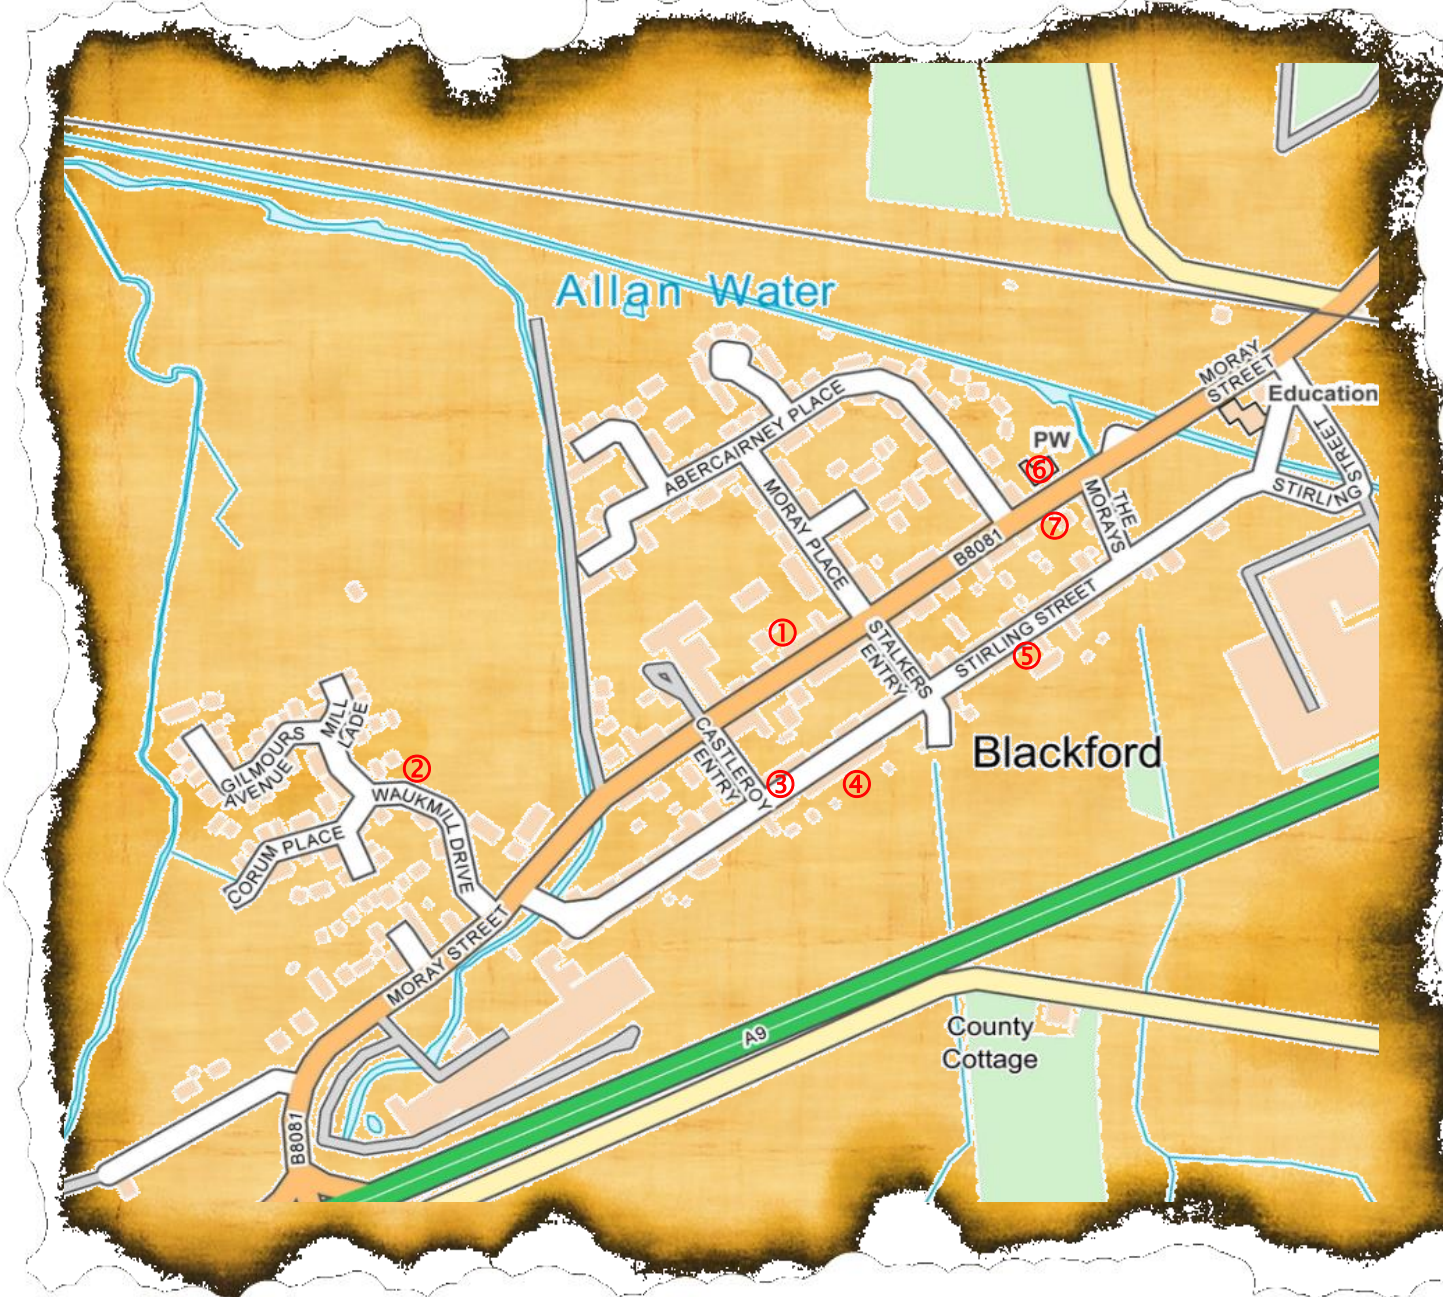 Allan Water
MORAY
STREET
Education
PW
⑥
ABERCAIRNEY PLACE
MORAY PLACE
THE
MORAYS
STIRLING
STREET
⑦
B8081
①
STALKERS
ENTRY
STIRLING STREET
⑤
MILL
LADE
GILMOURS
AVENUE
②
WAUKMILL DRIVE
CORUM PLACE
CASTLEROY
ENTRY
③
④
Blackford
MORAY STREET
A9
County
Cottage
B8081